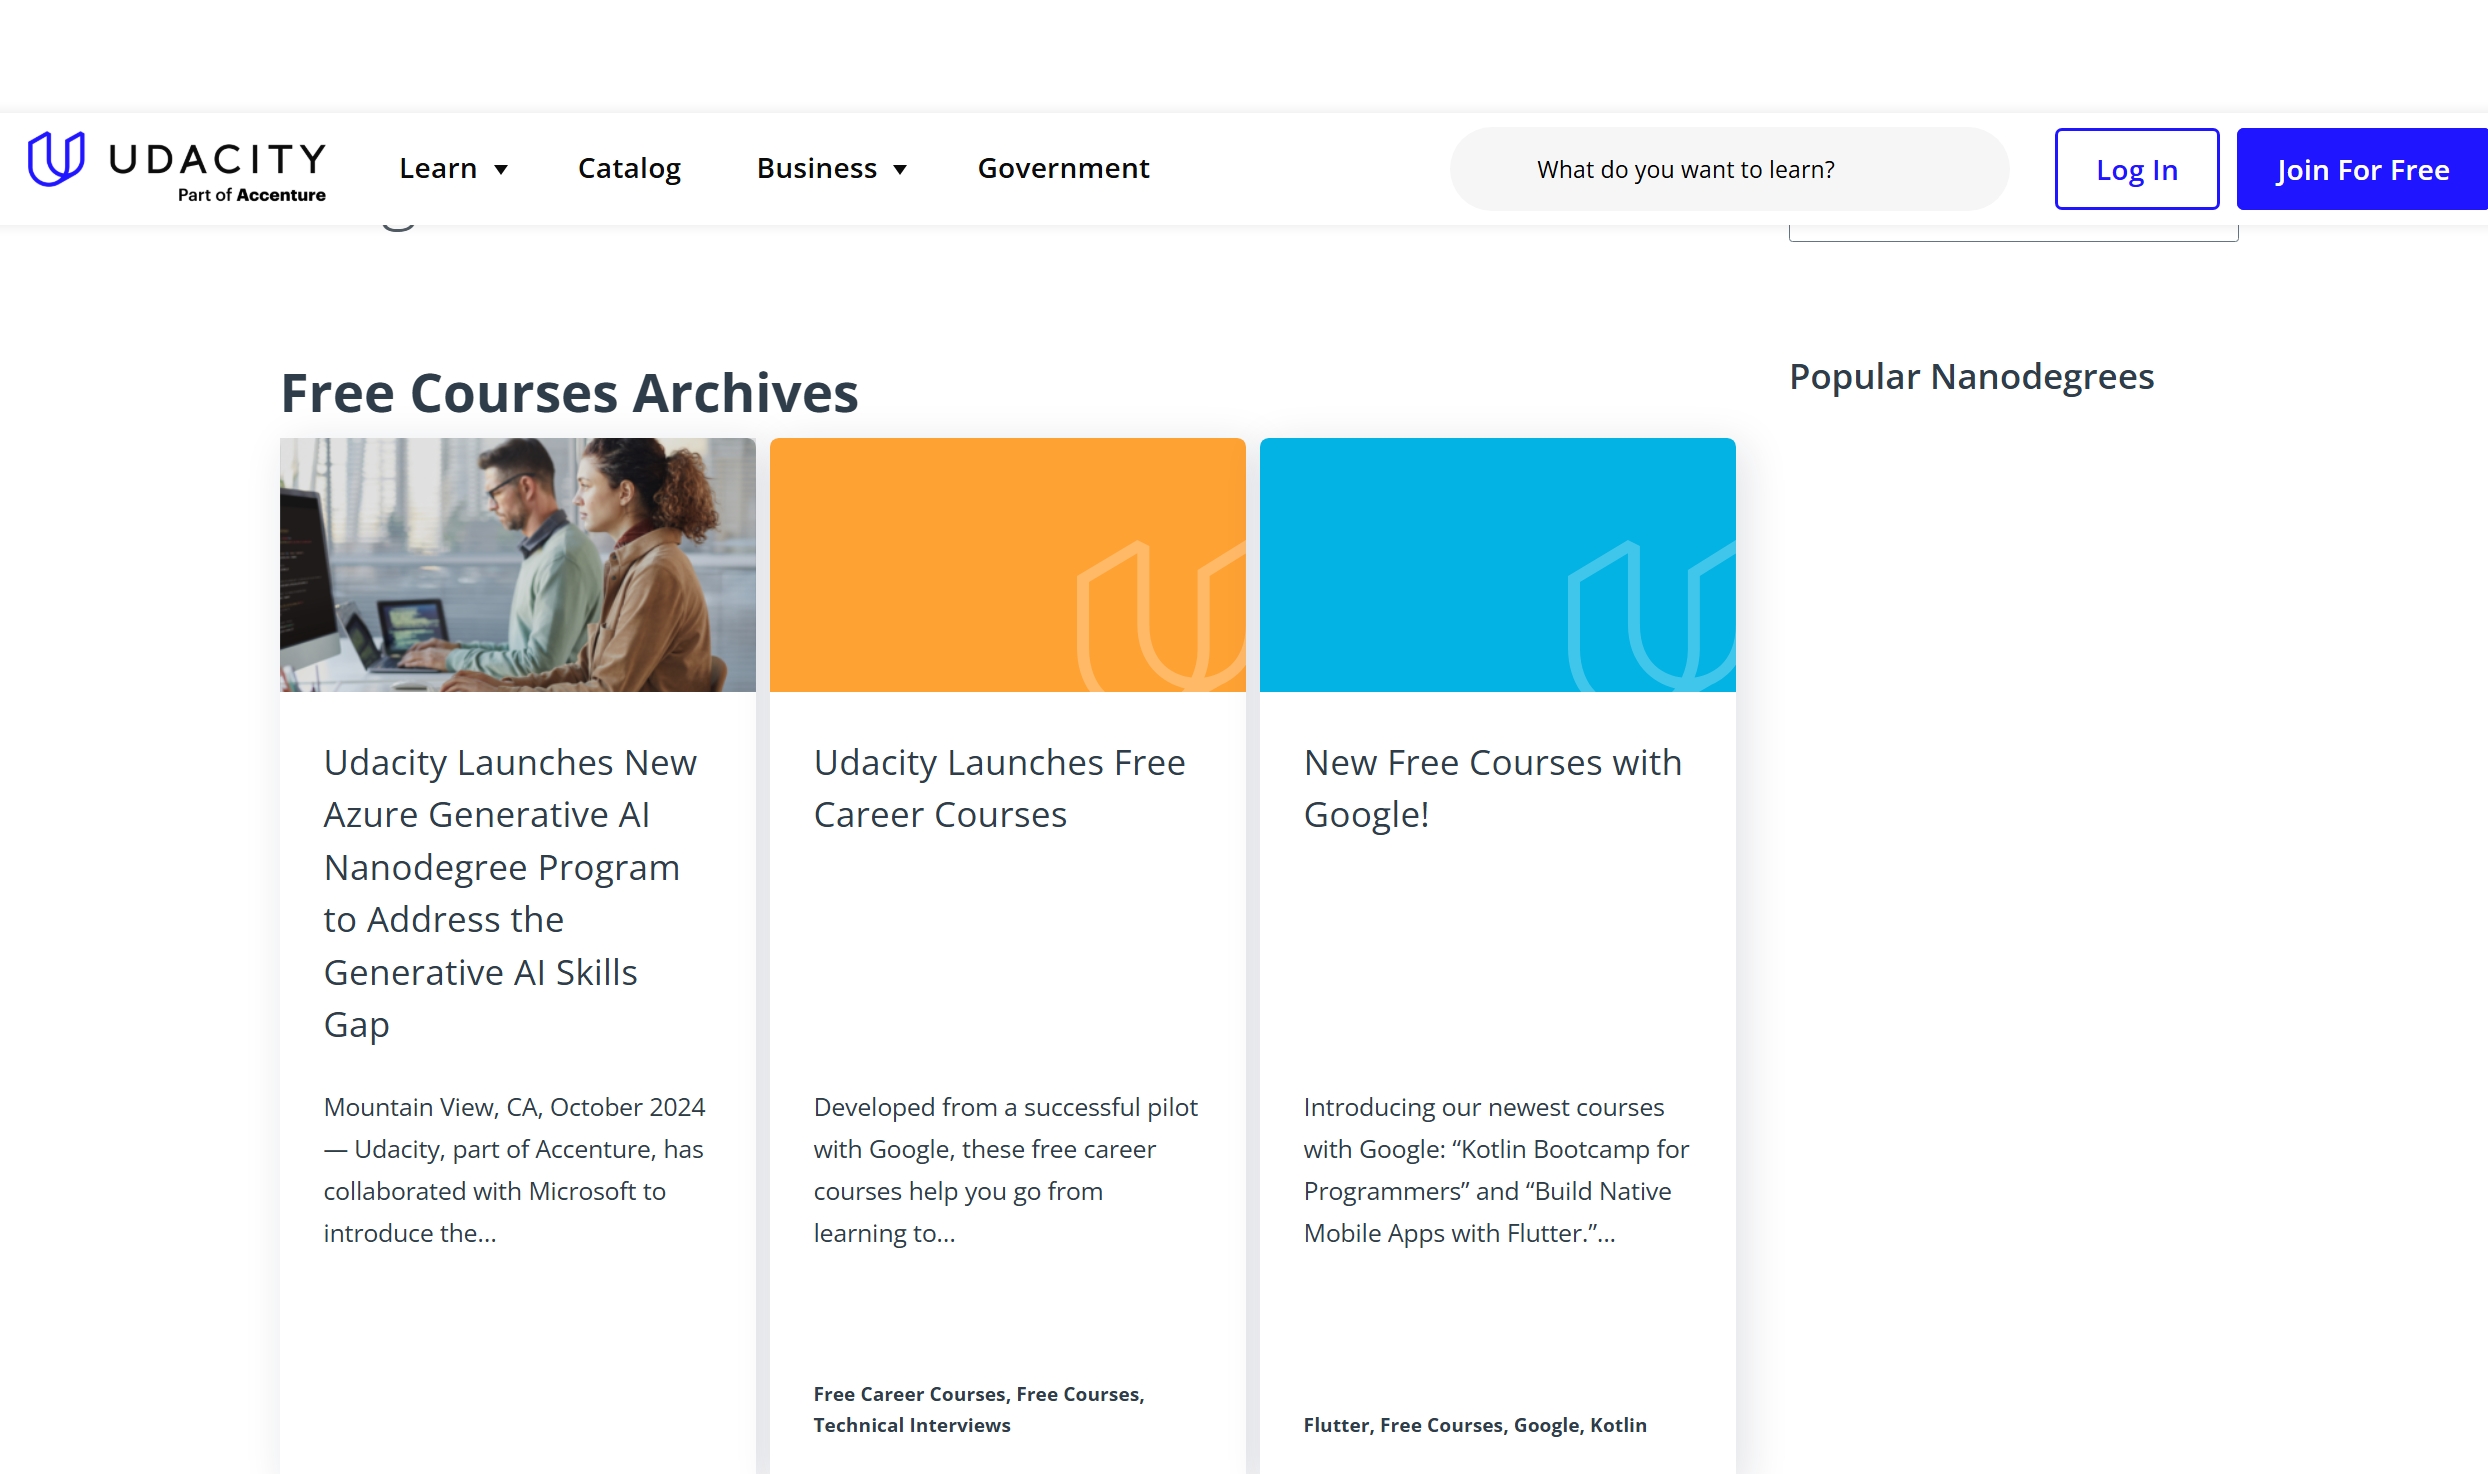 UDACITY
Part of Accenture
Learn
Catalog
Business
Government
What do you want to learn?
Log In
Join For Free
Free Courses Archives
Popular Nanodegrees
Udacity Launches New
Azure Generative AI
Nanodegree Program
to Address the
Generative AI Skills
Gap
Mountain View, CA, October 2024
— Udacity, part of Accenture, has
collaborated with Microsoft to
introduce the...
Udacity Launches Free
Career Courses
Developed from a successful pilot
with Google, these free career
courses help you go from
learning to...
Free Career Courses, Free Courses,
Technical Interviews
New Free Courses with
Google!
Introducing our newest courses
with Google: “Kotlin Bootcamp for
Programmers” and “Build Native
Mobile Apps with Flutter.”...
Flutter, Free Courses, Google, Kotlin